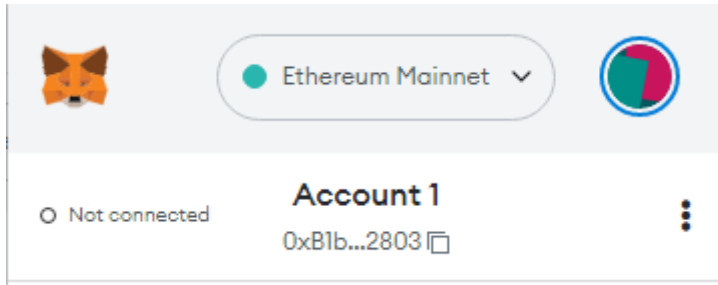 Ethereum Mainnet
Account 1
Not connected
0xB1b...2803